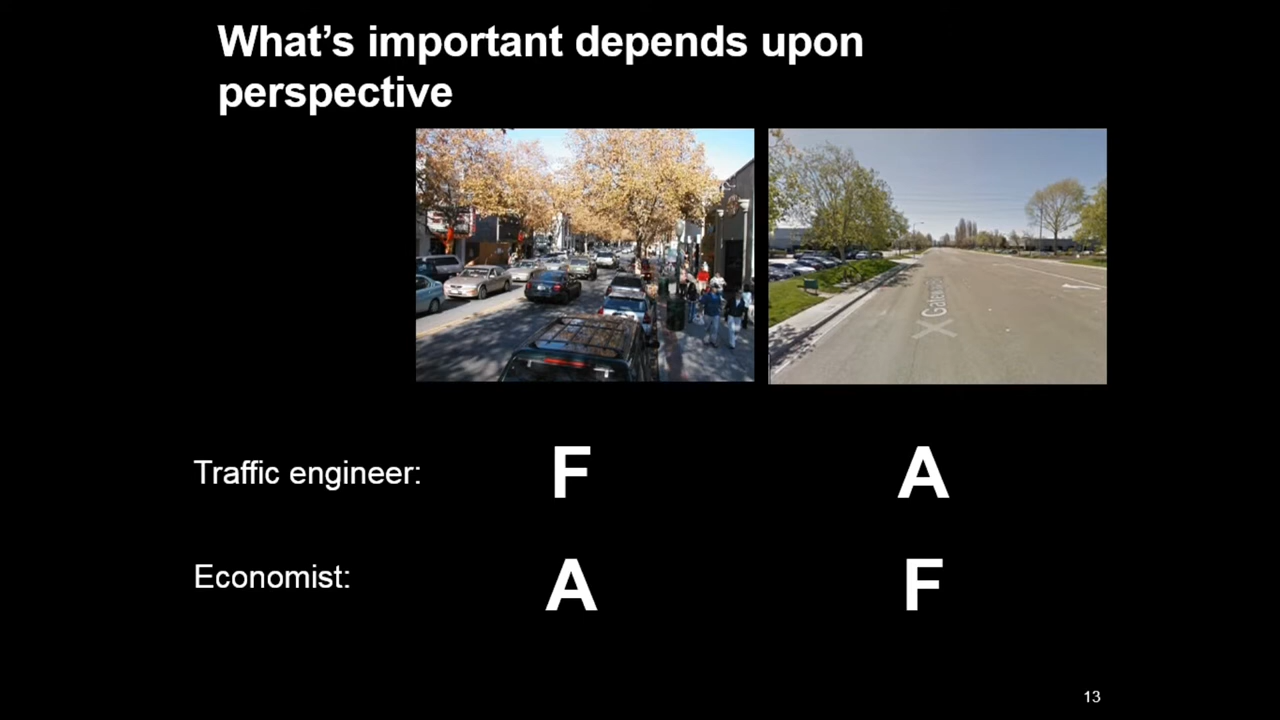 What’s important depends upon
perspective
Traffic engineer:
F
A
Economist:
A
F
13